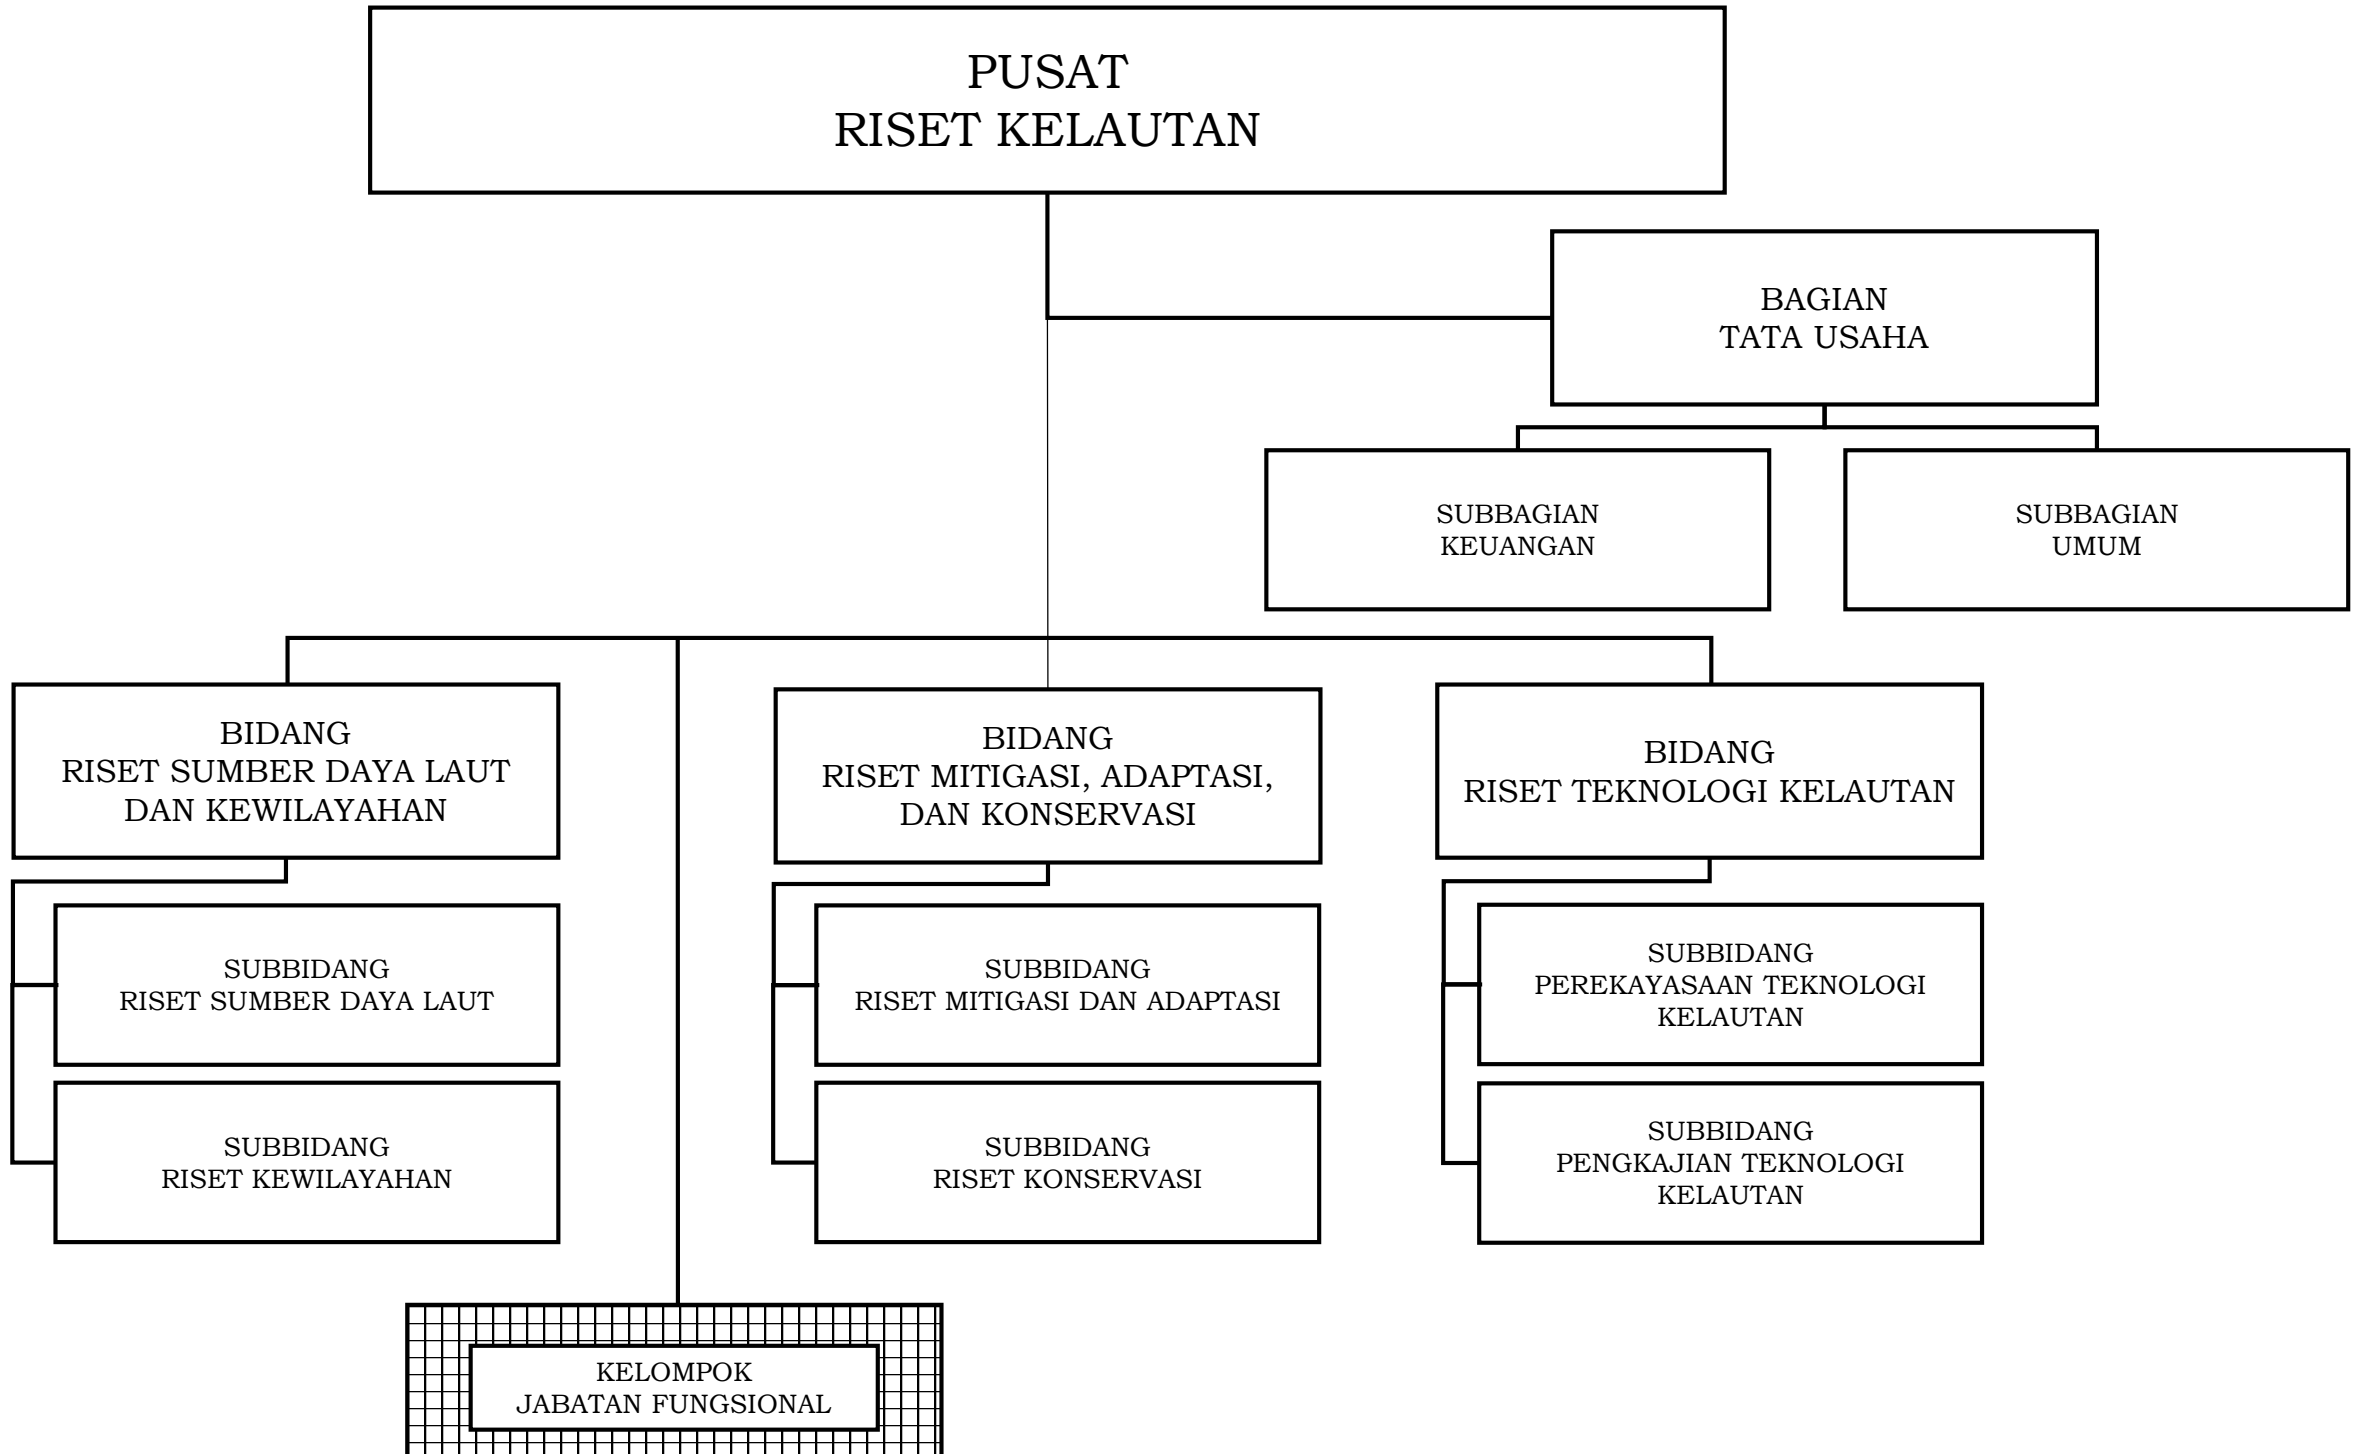 PUSAT
RISET KELAUTAN
BAGIAN
TATA USAHA
SUBBAGIAN
KEUANGAN
SUBBAGIAN
UMUM
BIDANG
RISET SUMBER DAYA LAUT
DAN KEWILAYAHAN
BIDANG
RISET MITIGASI, ADAPTASI,
DAN KONSERVASI
BIDANG
RISET TEKNOLOGI KELAUTAN
SUBBIDANG
RISET SUMBER DAYA LAUT
SUBBIDANG
RISET MITIGASI DAN ADAPTASI
SUBBIDANG
PEREKAYASAAN TEKNOLOGI
KELAUTAN
SUBBIDANG
RISET KEWILAYAHAN
SUBBIDANG
RISET KONSERVASI
SUBBIDANG
PENGKAJIAN TEKNOLOGI
KELAUTAN
KELOMPOK
JABATAN FUNGSIONAL